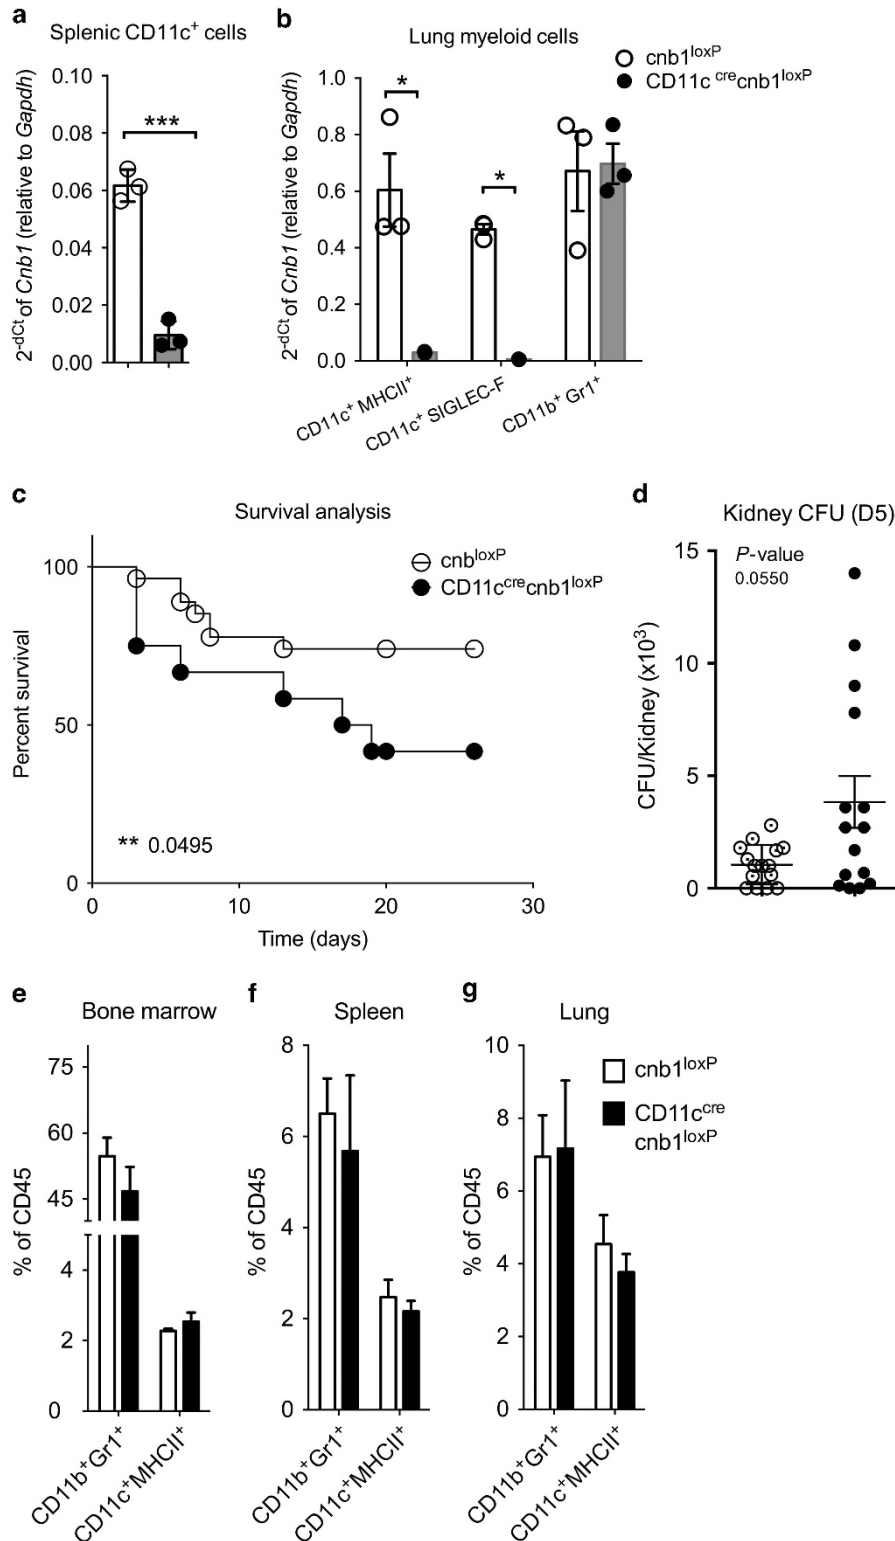 a
Splenic CD11c⁺ cells
2⁻ᵈᶜᵗ of Cnb1 (relative to Gapdh)
0.10
0.08
0.06
0.04
0.02
0.00
***
b
Lung myeloid cells
cnb1ˡᵒˣᴾ
CD11c ᶜʳᵉcnb1ˡᵒˣᴾ
2⁻ᵈᶜᵗ of Cnb1 (relative to Gapdh)
1.0
0.8
0.6
0.4
0.2
0.0
*
*
CD11c⁺ MHCII⁺
CD11c⁺ SIGLEC-F
CD11b⁺ Gr1⁺
c
Survival analysis
cnbˡᵒˣᴾ
CD11cᶜʳᵉcnb1ˡᵒˣᴾ
Percent survival
100
50
0
** 0.0495
0 10 20 30
Time (days)
d
Kidney CFU (D5)
P-value
0.0550
CFU/Kidney (x10³)
15
10
5
0
e
Bone marrow
% of CD45
75
60
45
4
2
0
CD11b⁺Gr1⁺
CD11c⁺MHCII⁺
f
Spleen
% of CD45
8
6
4
2
0
CD11b⁺Gr1⁺
CD11c⁺MHCII⁺
g
Lung
cnb1ˡᵒˣᴾ
CD11cᶜʳᵉ
cnb1ˡᵒˣᴾ
% of CD45
10
8
6
4
2
0
CD11b⁺Gr1⁺
CD11c⁺MHCII⁺